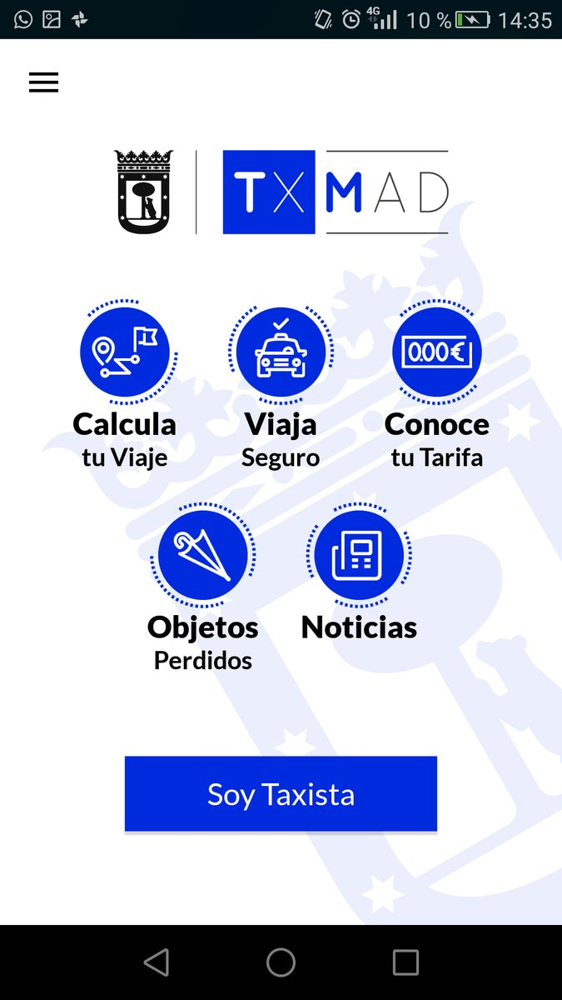 4G 10 % 14:35
TXMAD
Calcula
tu Viaje
Viaja
Seguro
Conoce
tu Tarifa
0.00€
Objetos
Perdidos
Noticias
Soy Taxista